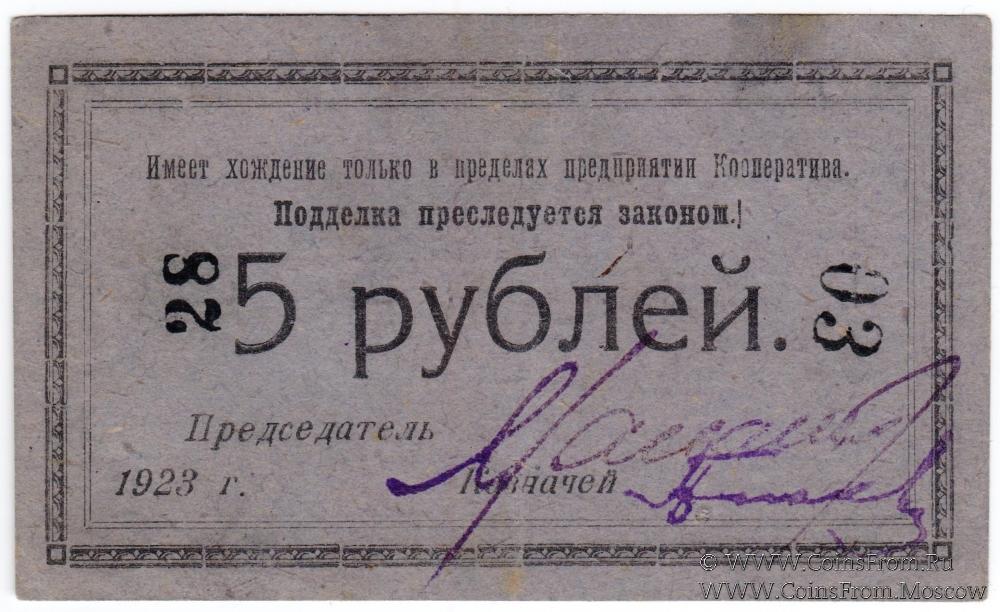 Имеет хождение только в пределах предприятии Кооператива.
Подделка преследуется законом.
28
5 рублей.
03
Председатель
1923 г. Казначей
© WWW.CoinsFrom.Ru
WWW.CoinsFrom.Moscow